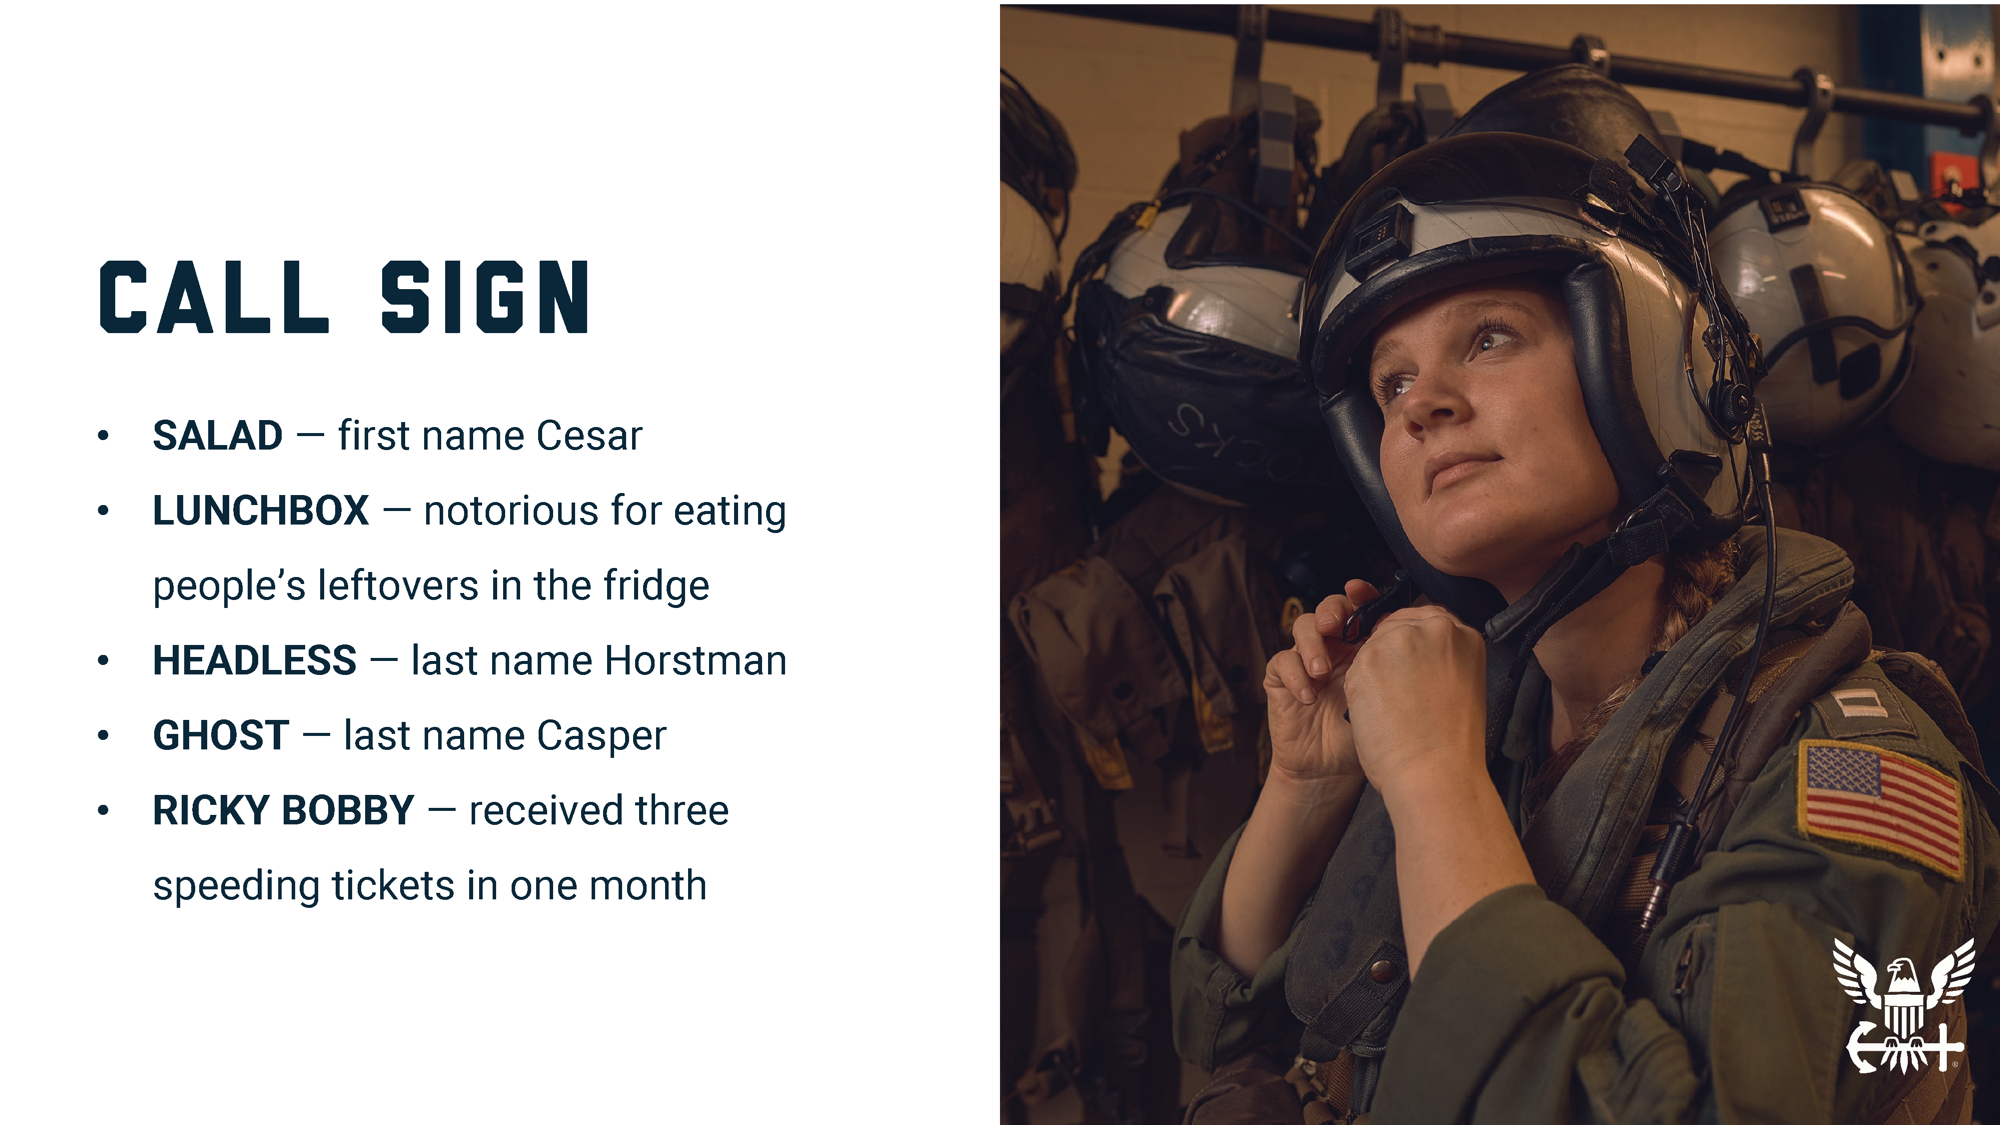 CALL SIGN
• SALAD — first name Cesar
• LUNCHBOX — notorious for eating
people’s leftovers in the fridge
• HEADLESS — last name Horstman
• GHOST — last name Casper
• RICKY BOBBY — received three
speeding tickets in one month